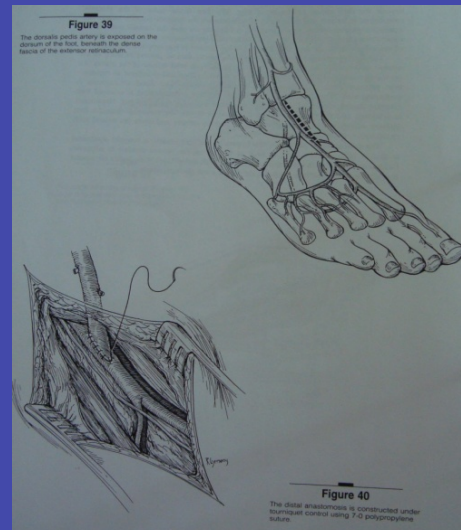 Figure 39
The dorsalis pedis artery is exposed on the
dorsum of the foot, beneath the dense
fascia of the extensor retinaculum.
Figure 40
The distal anastomosis is constructed under
tourniquet control using 7-0 polypropylene
suture.